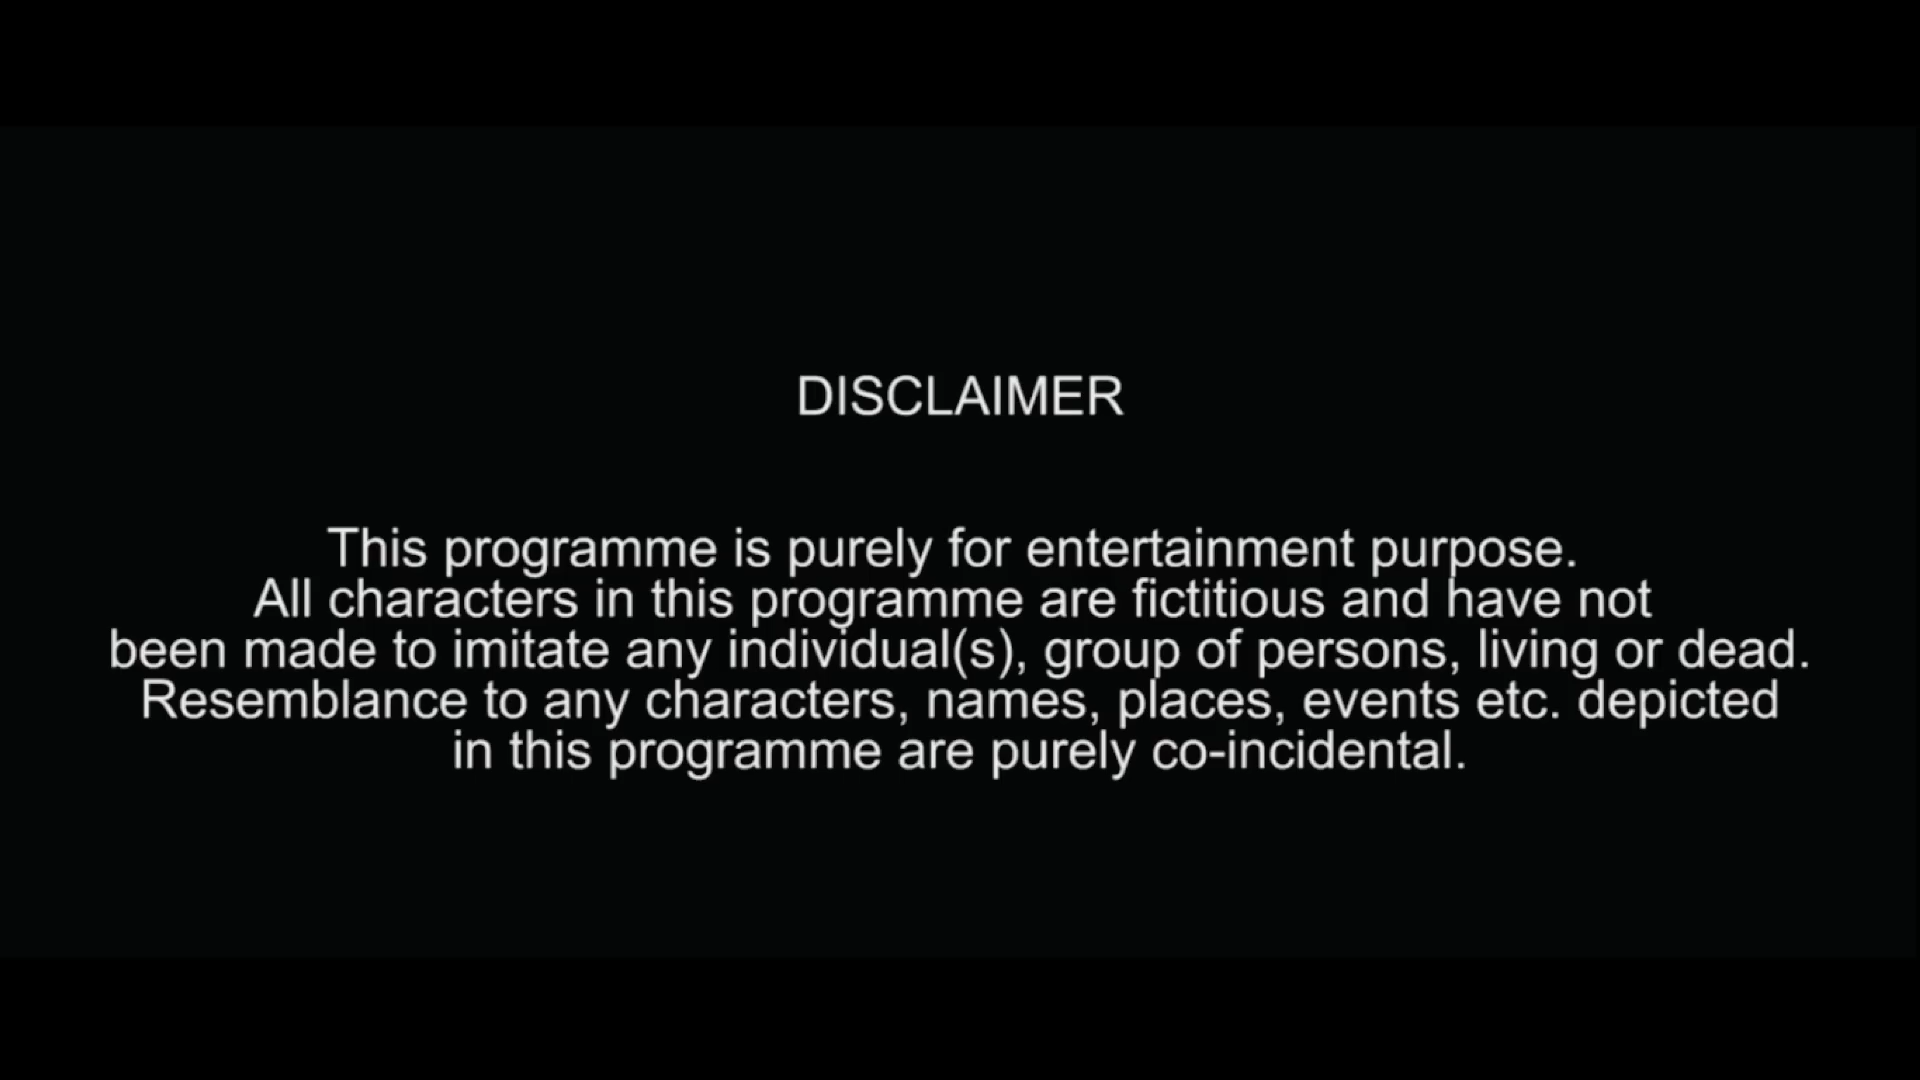 DISCLAIMER
This programme is purely for entertainment purpose.
All characters in this programme are fictitious and have not
been made to imitate any individual(s), group of persons, living or dead.
Resemblance to any characters, names, places, events etc. depicted
in this programme are purely co-incidental.